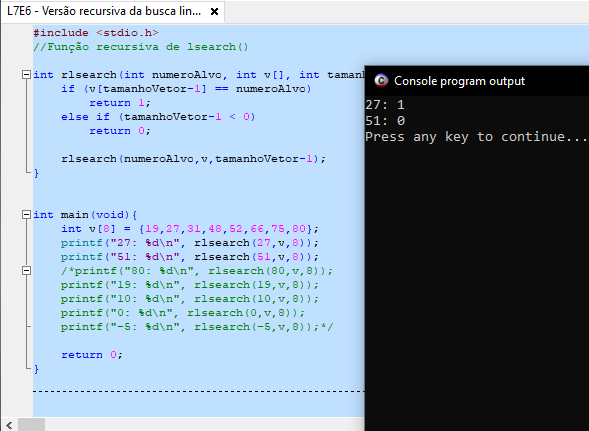 L7E6 - Versão recursiva da busca lin...
#include <stdio.h>
//Função recursiva de lsearch()
int rlsearch(int numeroAlvo, int v[], int tamanh
if (v[tamanhoVetor-1] == numeroAlvo)
return 1;
else if (tamanhoVetor-1 < 0)
return 0;
rlsearch(numeroAlvo,v,tamanhoVetor-1);
}
int main(void){
int v[8] = {19,27,31,48,52,66,75,80};
printf("27: %d\n", rlsearch(27,v,8));
printf("51: %d\n", rlsearch(51,v,8));
/*printf("80: %d\n", rlsearch(80,v,8));
printf("19: %d\n", rlsearch(19,v,8));
printf("10: %d\n", rlsearch(10,v,8));
printf("0: %d\n", rlsearch(0,v,8));
printf("-5: %d\n", rlsearch(-5,v,8));*/
return 0;
}
Console program output
27: 1
51: 0
Press any key to continue...